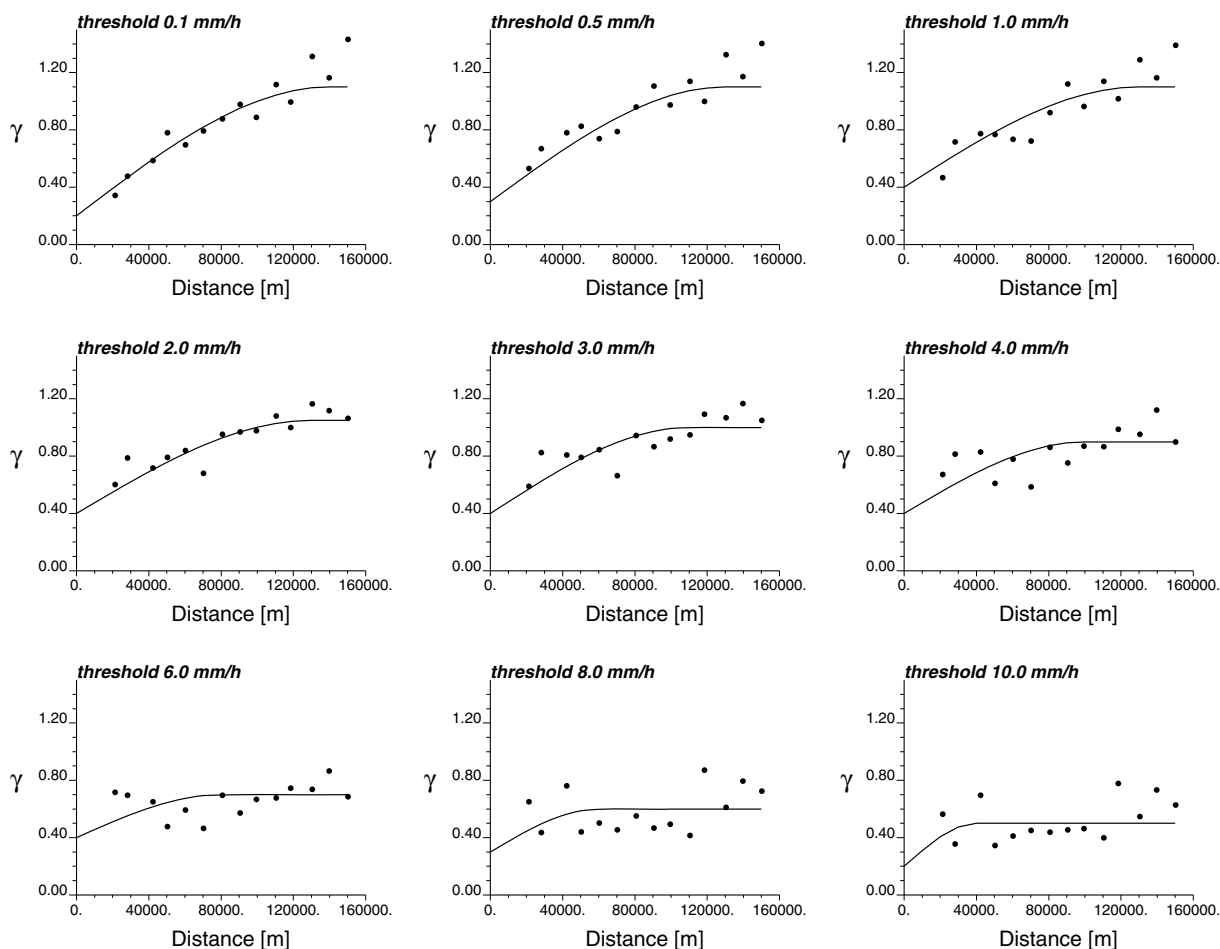 threshold 0.1 mm/h
1.20
0.80
0.40
0.00
γ
0. 40000. 80000. 120000. 160000.
Distance [m]
threshold 0.5 mm/h
1.20
0.80
0.40
0.00
γ
0. 40000. 80000. 120000. 160000.
Distance [m]
threshold 1.0 mm/h
1.20
0.80
0.40
0.00
γ
0. 40000. 80000. 120000. 160000.
Distance [m]
threshold 2.0 mm/h
1.20
0.80
0.40
0.00
γ
0. 40000. 80000. 120000. 160000.
Distance [m]
threshold 3.0 mm/h
1.20
0.80
0.40
0.00
γ
0. 40000. 80000. 120000. 160000.
Distance [m]
threshold 4.0 mm/h
1.20
0.80
0.40
0.00
γ
0. 40000. 80000. 120000. 160000.
Distance [m]
threshold 6.0 mm/h
1.20
0.80
0.40
0.00
γ
0. 40000. 80000. 120000. 160000.
Distance [m]
threshold 8.0 mm/h
1.20
0.80
0.40
0.00
γ
0. 40000. 80000. 120000. 160000.
Distance [m]
threshold 10.0 mm/h
1.20
0.80
0.40
0.00
γ
0. 40000. 80000. 120000. 160000.
Distance [m]